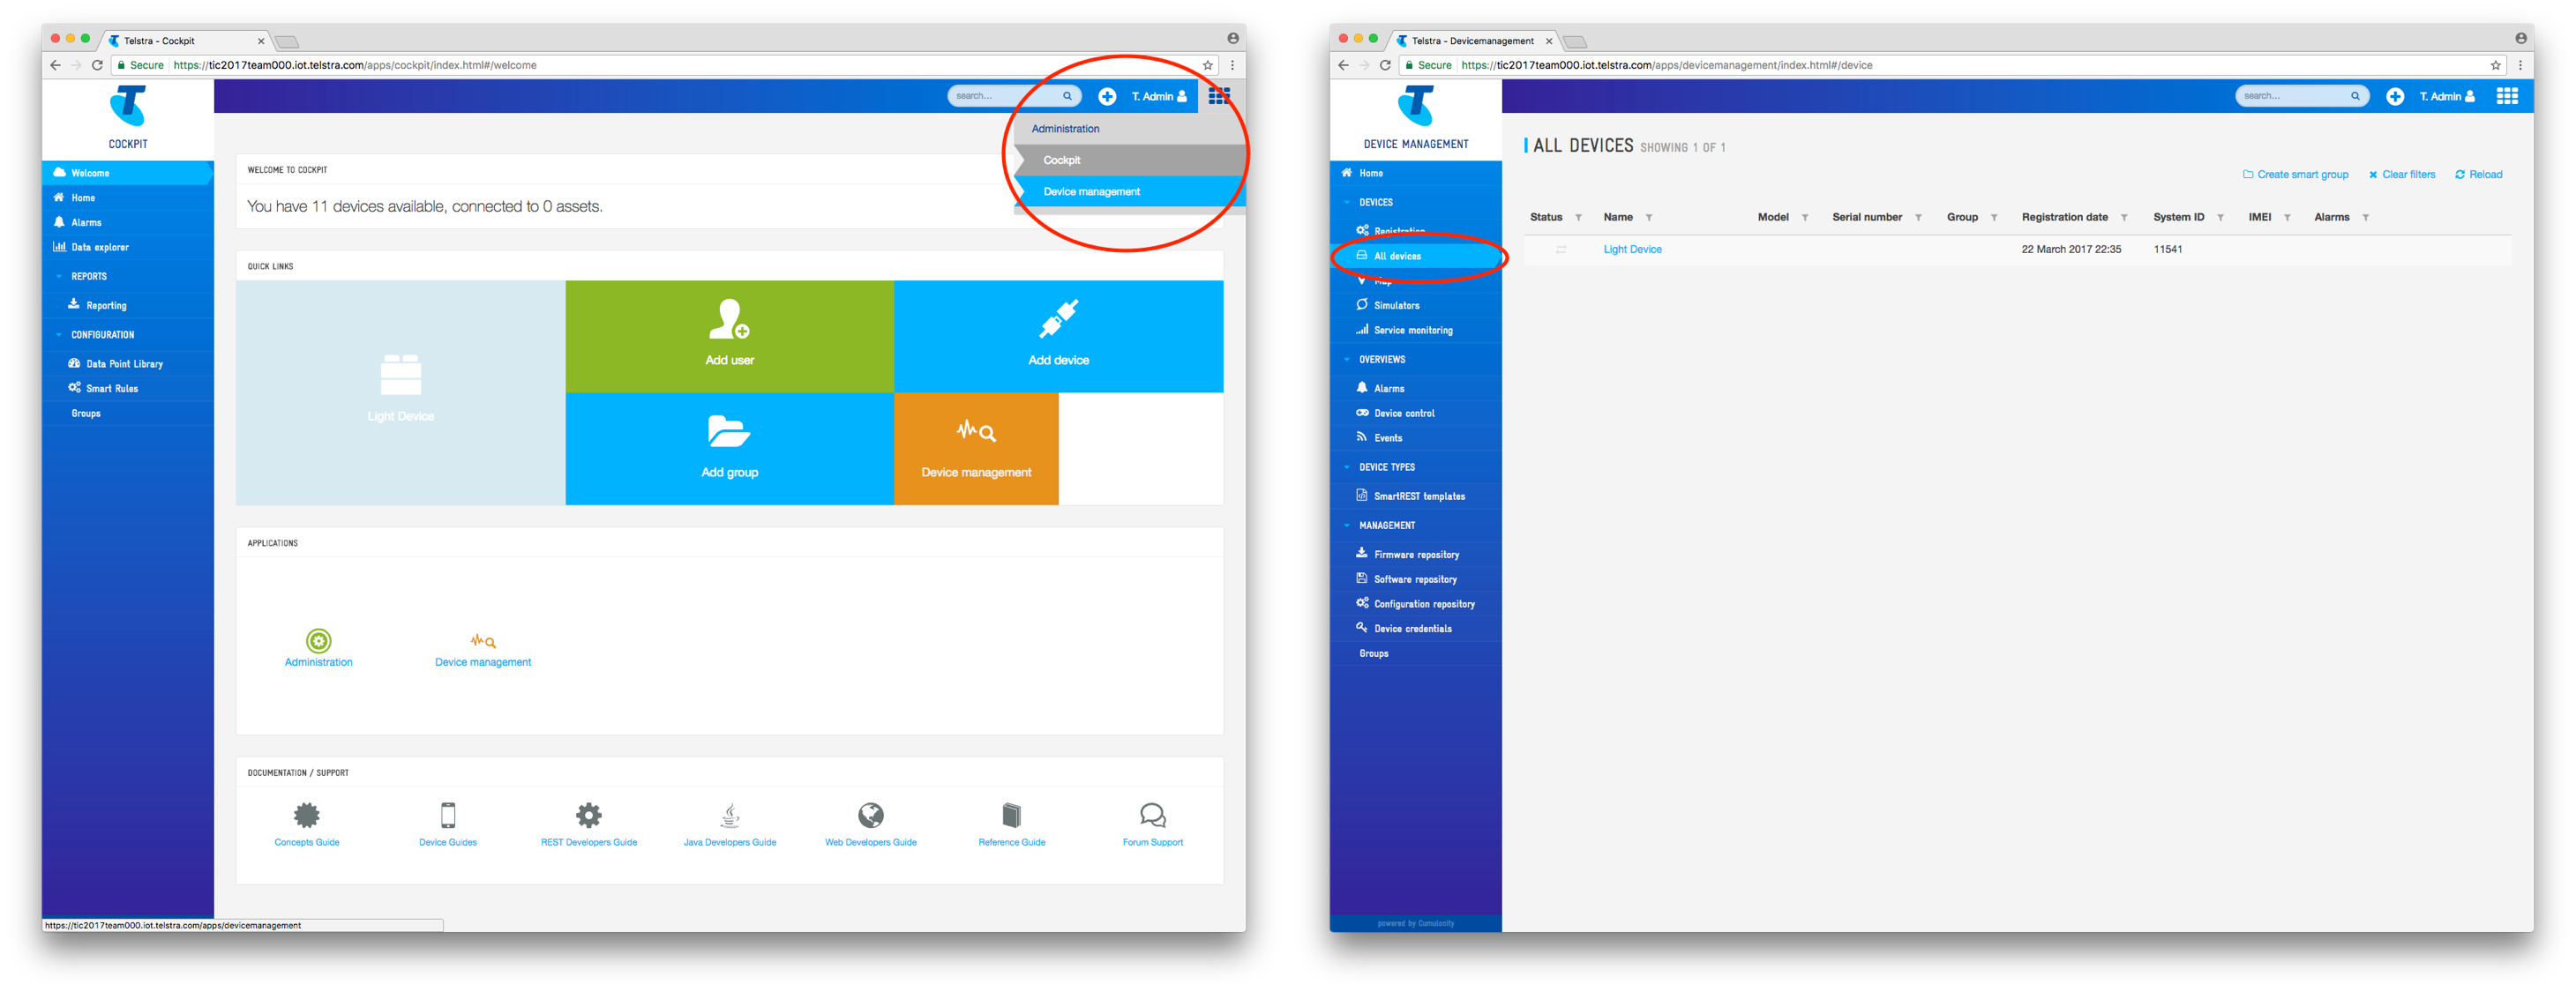 Telstra - Cockpit
Secure https://tic2017team000.iot.telstra.com/apps/cockpit/index.html#/welcome
T
COCKPIT
search...
T. Admin
Administration
Cockpit
Device management
Welcome
Home
Alarms
Data explorer
REPORTS
Reporting
CONFIGURATION
Data Point Library
Smart Rules
Groups
WELCOME TO COCKPIT
You have 11 devices available, connected to 0 assets.
QUICK LINKS
Light Device
Add user
Add device
Add group
Device management
APPLICATIONS
Administration
Device management
DOCUMENTATION / SUPPORT
Concepts Guide
Device Guides
REST Developers Guide
Java Developers Guide
Web Developers Guide
Reference Guide
Forum Support
https://tic2017team000.iot.telstra.com/apps/devicemanagement
Telstra - Devicemanagement
Secure https://tic2017team000.iot.telstra.com/apps/devicemanagement/index.html#/device
T
DEVICE MANAGEMENT
search...
T. Admin
Home
DEVICES
Registration
All devices
Map
Simulators
Service monitoring
OVERVIEWS
Alarms
Device control
Events
DEVICE TYPES
SmartREST templates
MANAGEMENT
Firmware repository
Software repository
Configuration repository
Device credentials
Groups
powered by Cumulocity
ALL DEVICES SHOWING 1 OF 1
Create smart group Clear filters Reload
Status Name Model Serial number Group Registration date System ID IMEI Alarms
Light Device 22 March 2017 22:35 11541